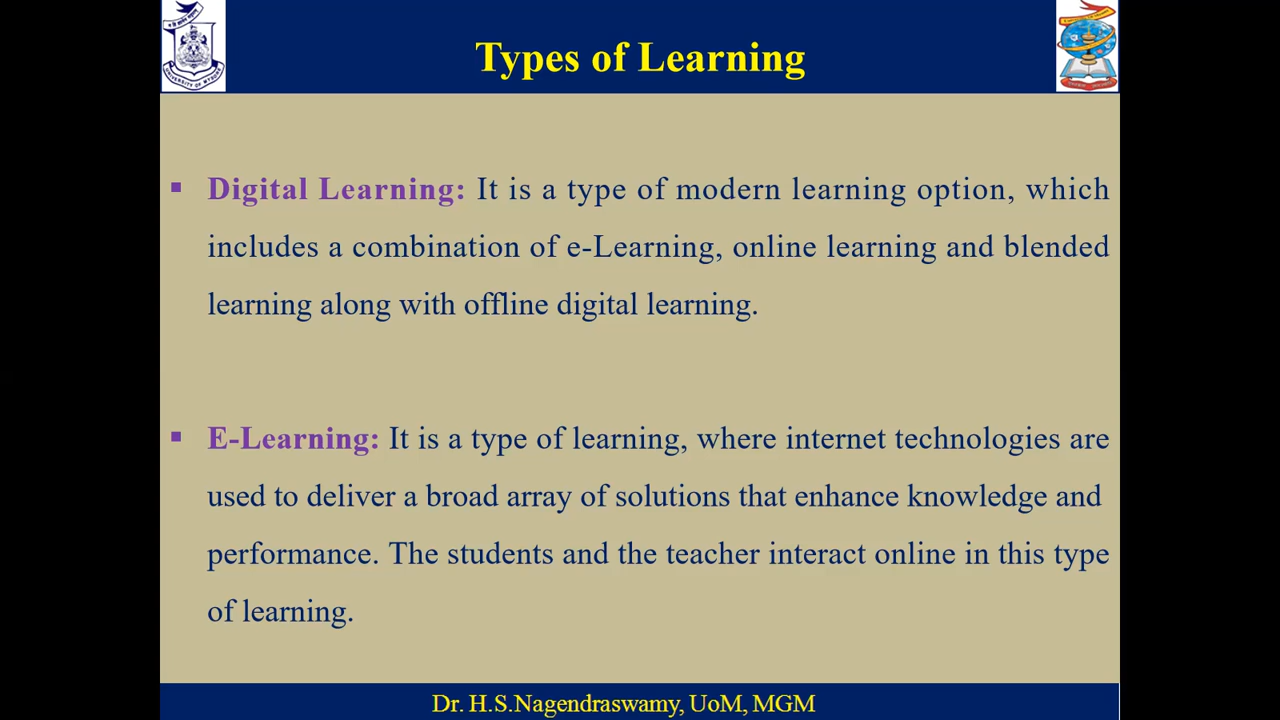 Types of Learning
▪ Digital Learning: It is a type of modern learning option, which
includes a combination of e-Learning, online learning and blended
learning along with offline digital learning.
▪ E-Learning: It is a type of learning, where internet technologies are
used to deliver a broad array of solutions that enhance knowledge and
performance. The students and the teacher interact online in this type
of learning.
Dr. H.S.Nagendraswamy, UoM, MGM